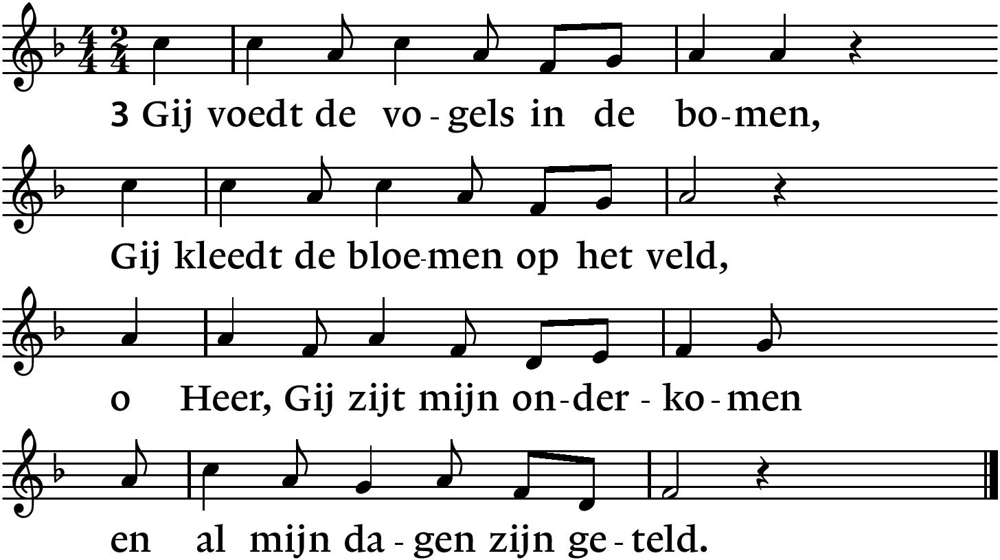 3 Gij voedt de vo - gels in de bo - men,
Gij kleedt de bloe - men op het veld,
o Heer, Gij zijt mijn on - der - ko - men
en al mijn da - gen zijn ge - teld.